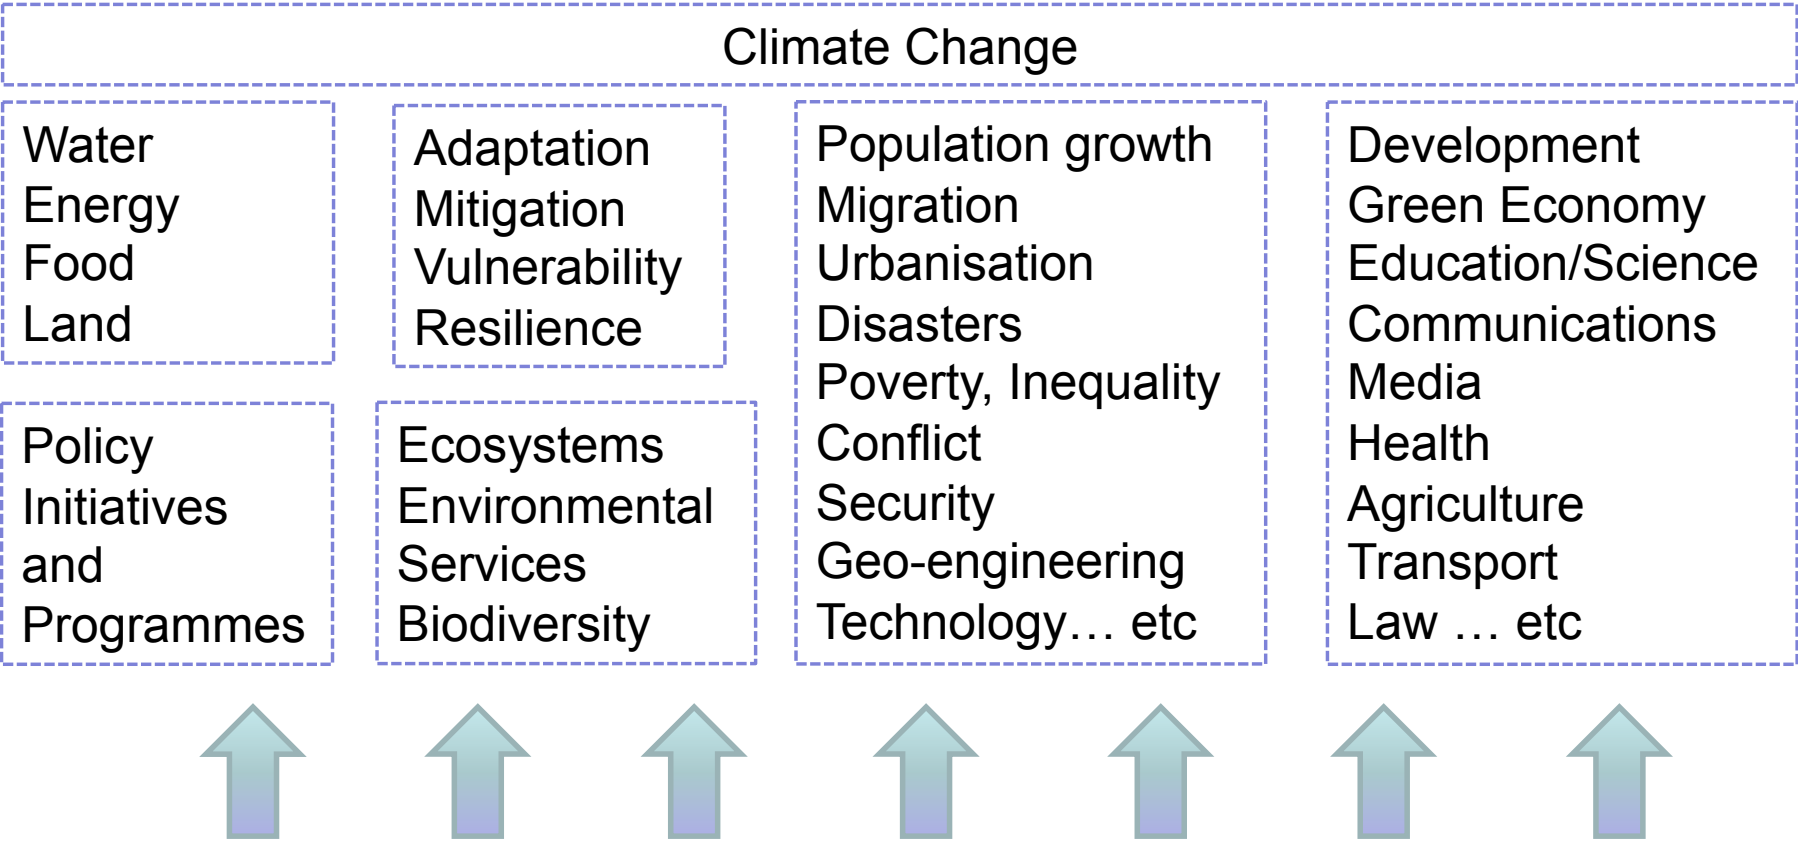 Climate Change
Water
Energy
Food
Land
Adaptation
Mitigation
Vulnerability
Resilience
Policy
Initiatives
and
Programmes
Ecosystems
Environmental
Services
Biodiversity
Population growth
Migration
Urbanisation
Disasters
Poverty, Inequality
Conflict
Security
Geo-engineering
Technology… etc
Development
Green Economy
Education/Science
Communications
Media
Health
Agriculture
Transport
Law … etc